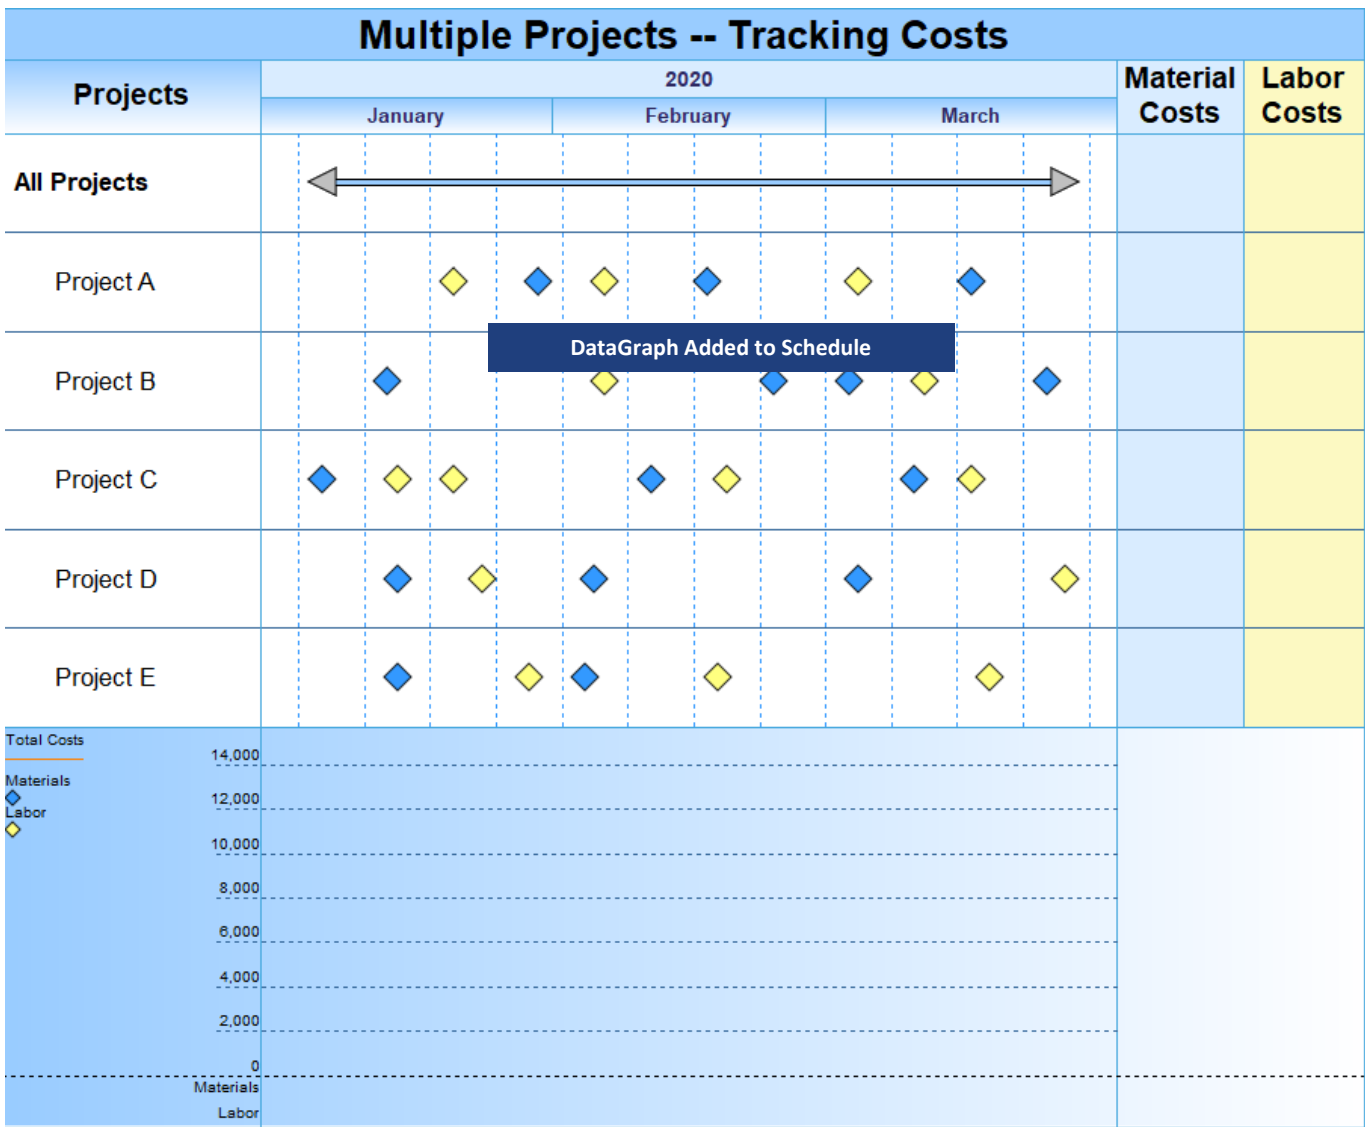 Multiple Projects -- Tracking Costs
Projects
2020
January
February
March
Material
Costs
Labor
Costs
All Projects
Project A
DataGraph Added to Schedule
Project B
Project C
Project D
Project E
Total Costs
Materials
Labor
14,000
12,000
10,000
8,000
6,000
4,000
2,000
0
Materials
Labor